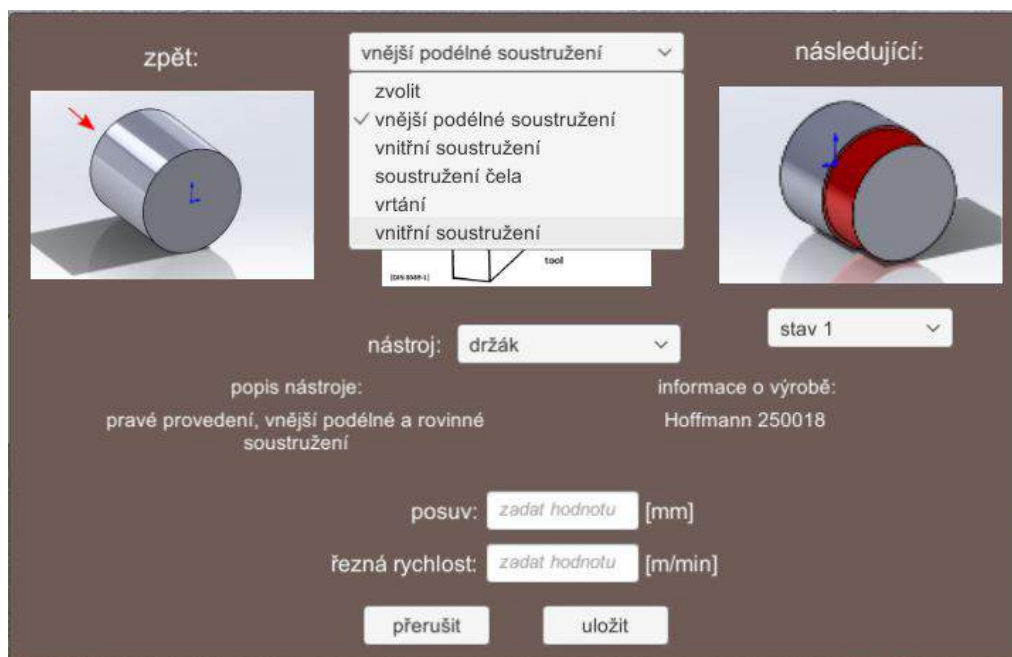 zpět:
vnější podélné soustružení
následující:
zvolit
vnější podélné soustružení
vnitřní soustružení
soustružení čela
vrtání
vnitřní soustružení
tool
stav 1
nástroj:
držák
popis nástroje:
informace o výrobě:
pravé provedení, vnější podélné a rovinné
soustružení
Hoffmann 250018
posuv:
zadat hodnotu
[mm]
řezná rychlost:
zadat hodnotu
[m/min]
přerušit
uložit